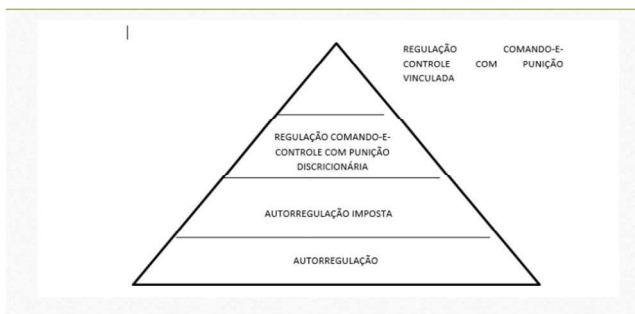 REGULAÇÃO COMANDO-E-
CONTROLE COM PUNIÇÃO
VINCULADA
REGULAÇÃO COMANDO-E-
CONTROLE COM PUNIÇÃO
DISCRICIONÁRIA
AUTORREGULAÇÃO IMPOSTA
AUTORREGULAÇÃO